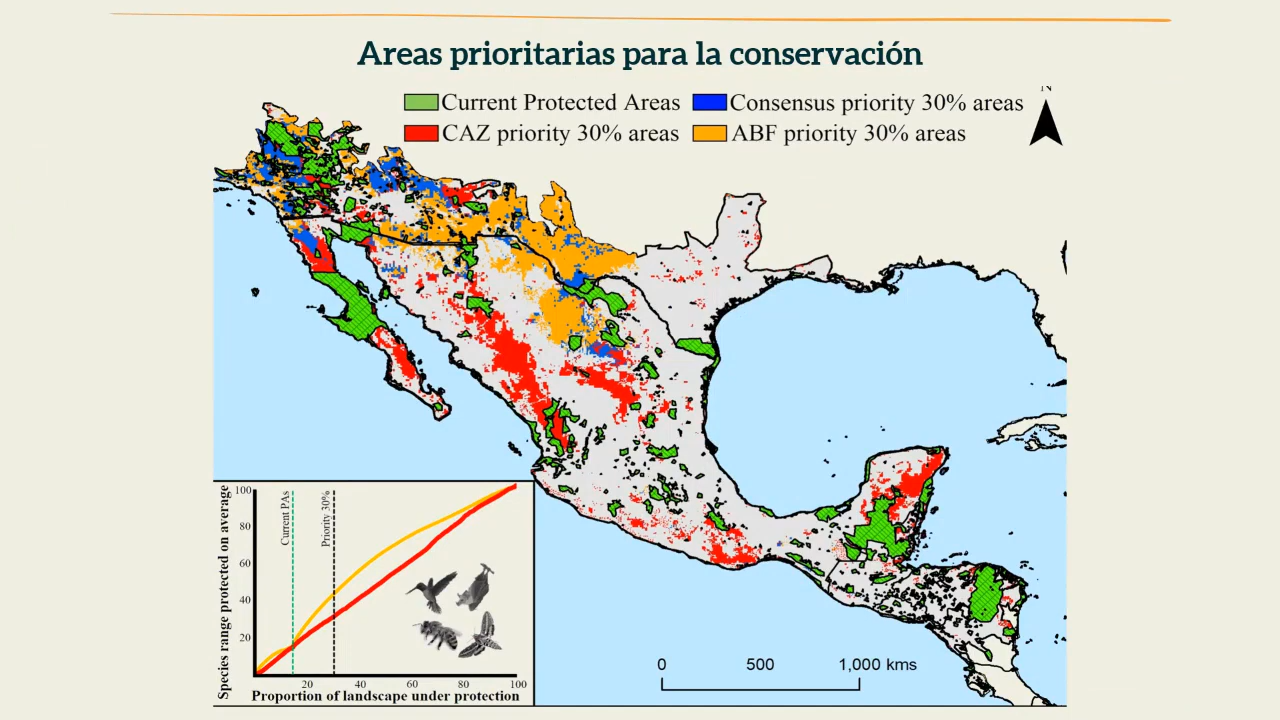 Areas prioritarias para la conservación
Current Protected Areas
Consensus priority 30% areas
CAZ priority 30% areas
ABF priority 30% areas
N
Species range protected on average
100
80
60
40
20
Current PAs
Priority 30%
20
40
60
80
100
Proportion of landscape under protection
0
500
1,000 kms